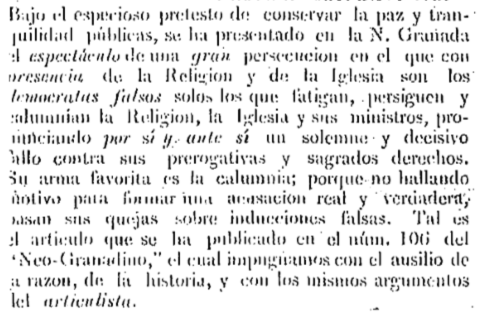 Bajo el especioso pretesto de conservar la paz y tran-
quilidad públicas, se ha presentado en la N. Granada
el espectáculo de una gran persecucion en el que con
presencia de la Religion y de la Iglesia son los
democratas falsos solos los que fatigan, persiguen y
calumnian la Religion, la Iglesia y sus ministros, pro-
nunciando por sí y ante sí un solemne y decisivo
fallo contra sus prerogativas y sagrados derechos.
Su arma favorita es la calumnia; porque no hallando
motivo para formar una acusacion real y verdadera,
basan sus quejas sobre inducciones falsas. Tal es
el articulo que se ha publicado en el núm. 106 del
"Neo-Granadino," el cual impugnamos con el ausilio de
la razon, de la historia, y con los mismos argumentos
del articulista.